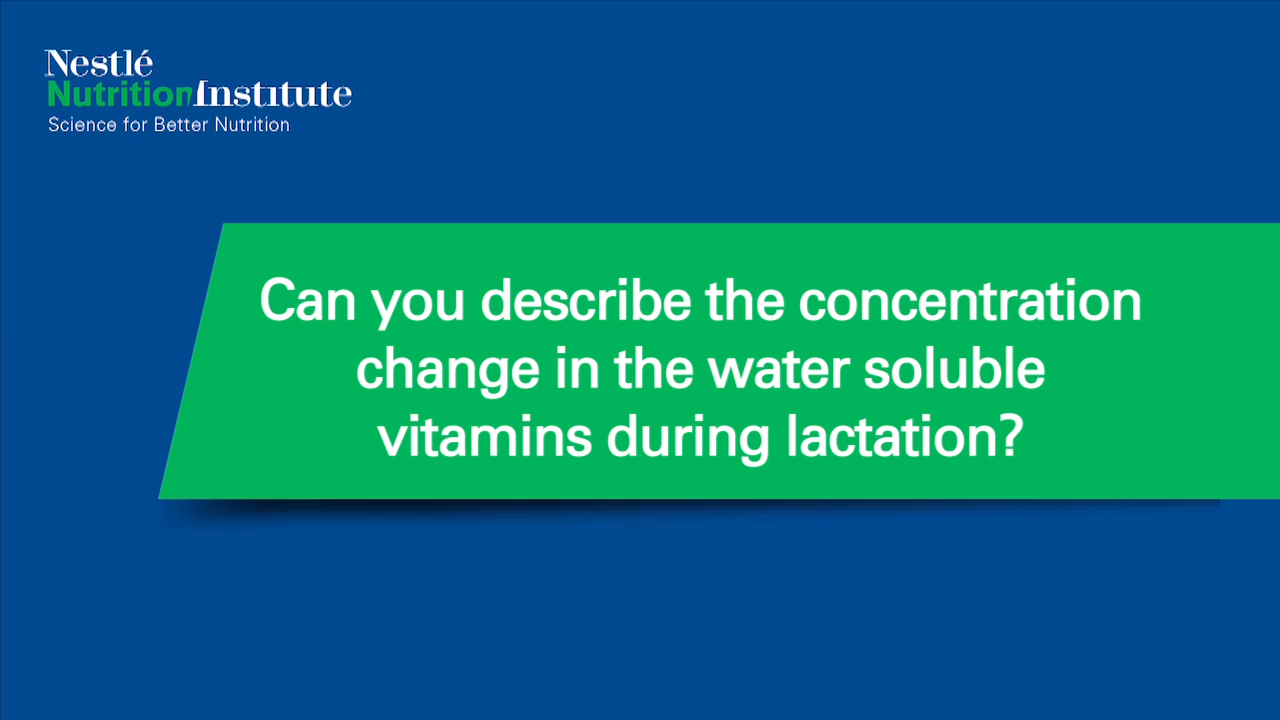 Nestlé
NutritionInstitute
Science for Better Nutrition
Can you describe the concentration
change in the water soluble
vitamins during lactation?